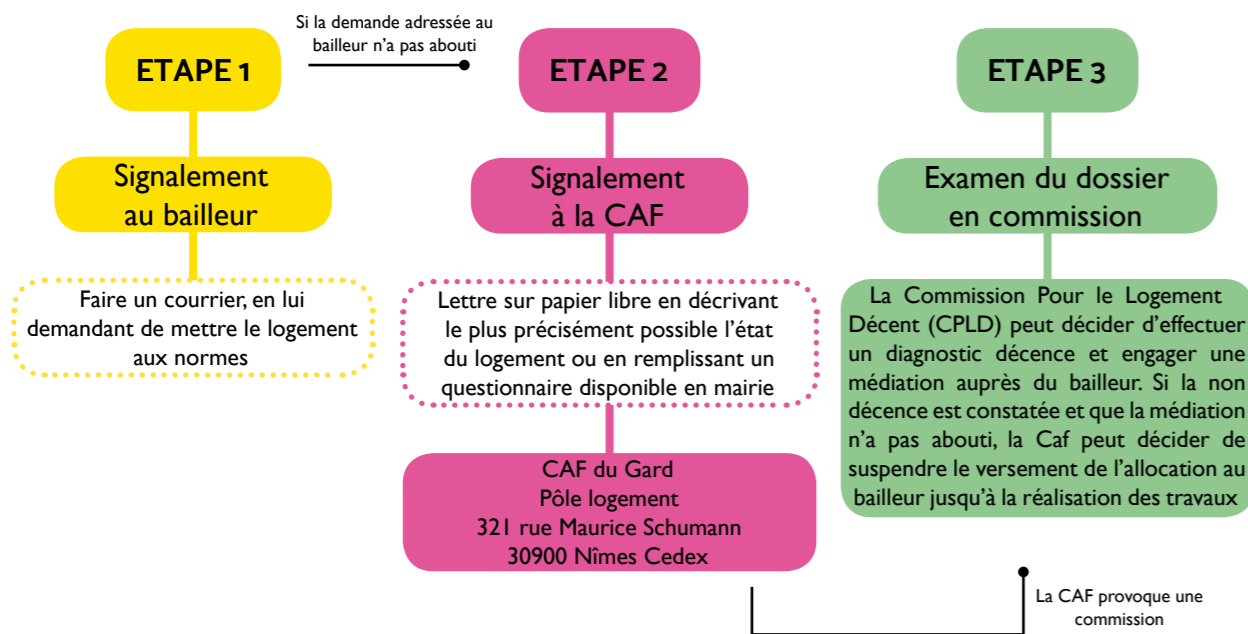 ETAPE 1
Signalement
au bailleur
Faire un courrier, en lui
demandant de mettre le logement
aux normes
Si la demande adressée au
bailleur n'a pas abouti
ETAPE 2
Signalement
à la CAF
Lettre sur papier libre en décrivant
le plus précisément possible l'état
du logement ou en remplissant un
questionnaire disponible en mairie
CAF du Gard
Pôle logement
321 rue Maurice Schumann
30900 Nîmes Cedex
La CAF provoque une
commission
ETAPE 3
Examen du dossier
en commission
La Commission Pour le Logement
Décent (CPLD) peut décider d'effectuer
un diagnostic décence et engager une
médiation auprès du bailleur. Si la non
décence est constatée et que la médiation
n'a pas abouti, la Caf peut décider de
suspendre le versement de l'allocation au
bailleur jusqu'à la réalisation des travaux